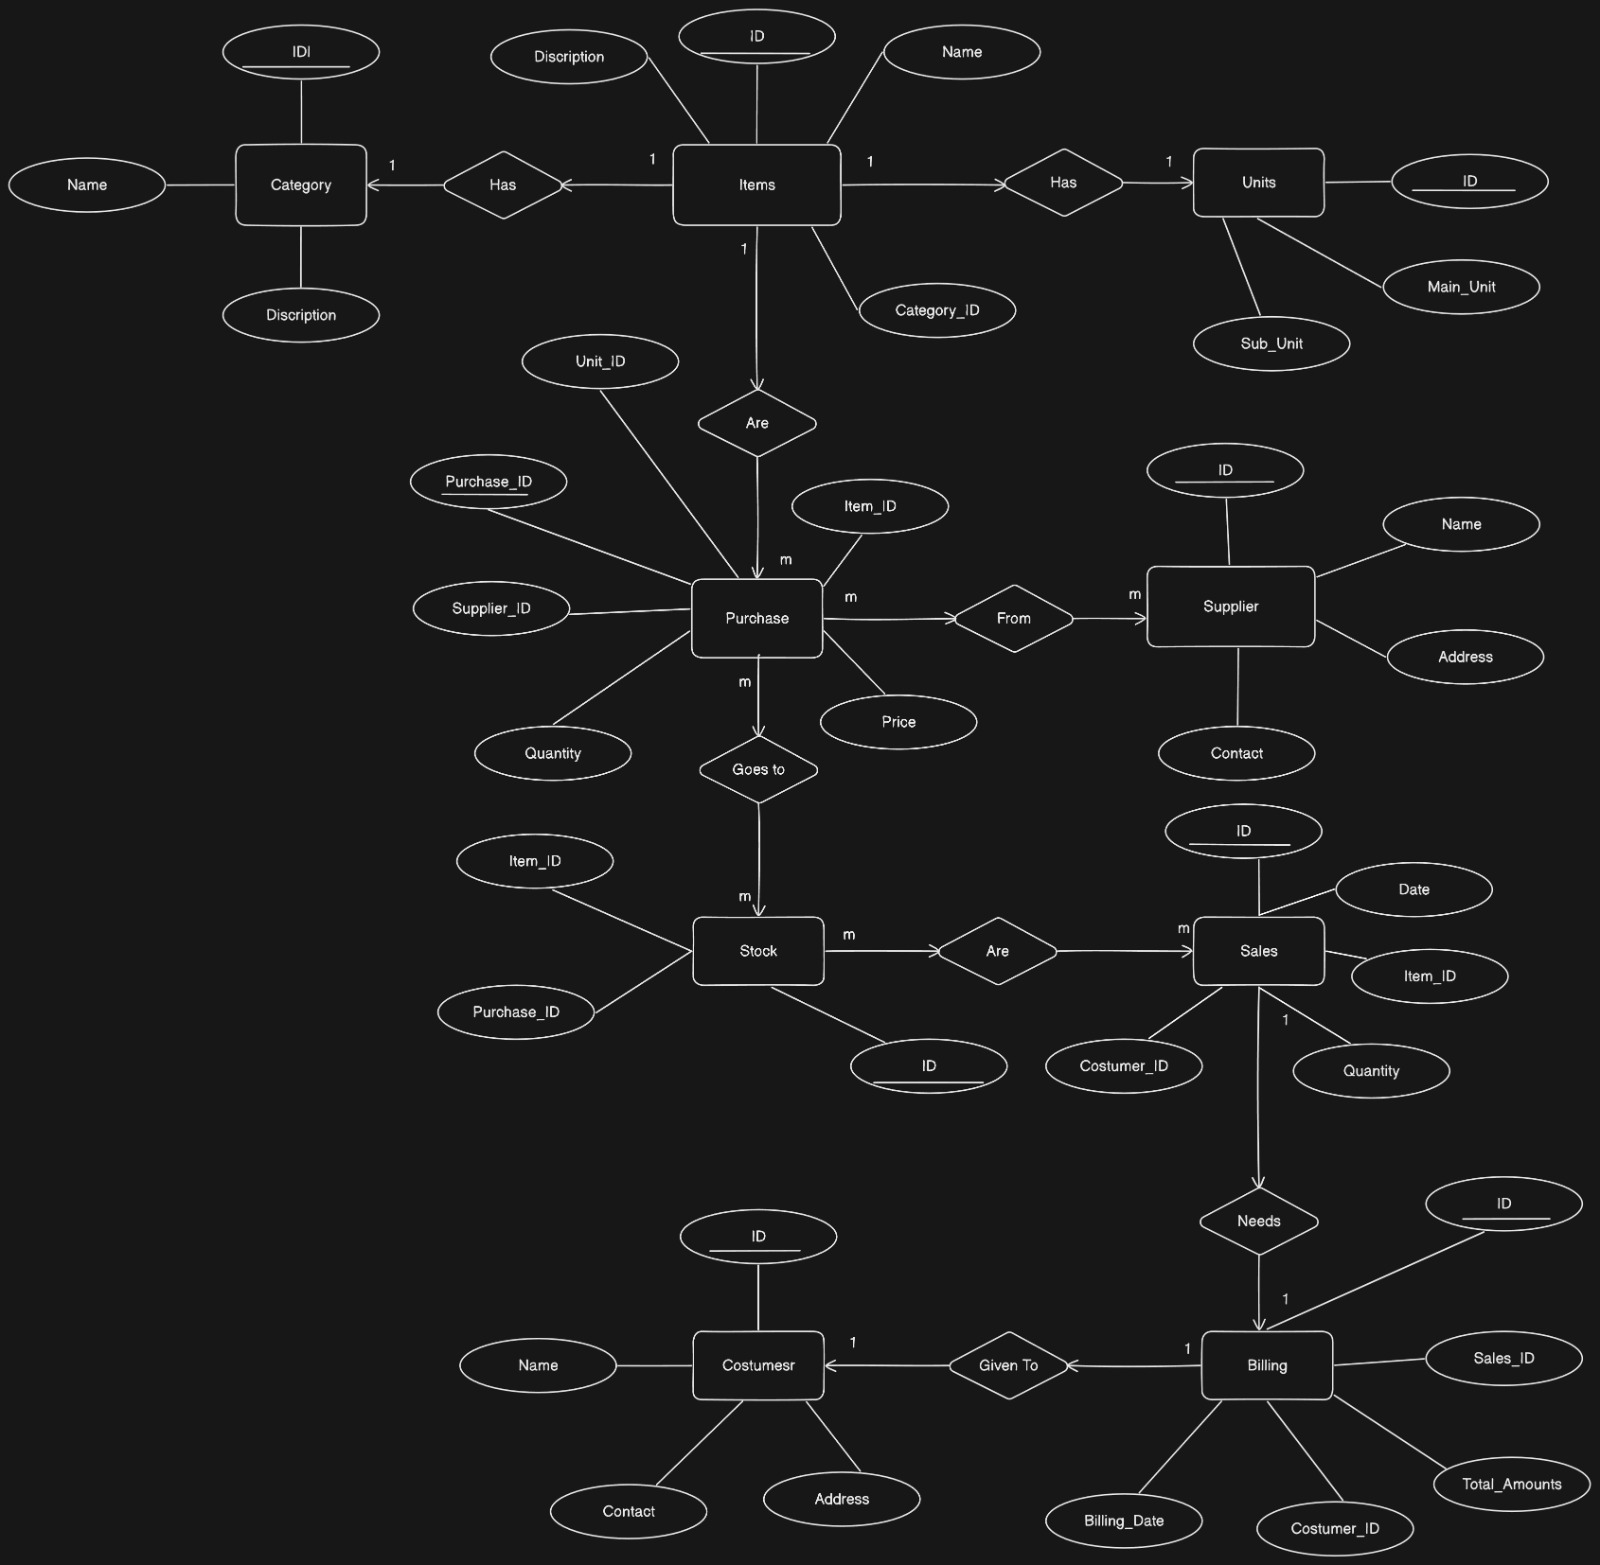 ID
IDI
Discription
Name
1
1
1
1
Name
Category
Has
Items
Has
Units
ID
1
Main_Unit
Discription
Category_ID
Sub_Unit
Unit_ID
Are
ID
Purchase_ID
Item_ID
Name
m
m
m
Supplier_ID
Purchase
From
Supplier
Address
m
Price
Quantity
Contact
Goes to
ID
Item_ID
Date
m
m
m
Stock
Are
Sales
Item_ID
Purchase_ID
1
ID
Costumer_ID
Quantity
ID
Needs
ID
1
1
1
Name
Costumesr
Given To
Billing
Sales_ID
Total_Amounts
Contact
Address
Billing_Date
Costumer_ID